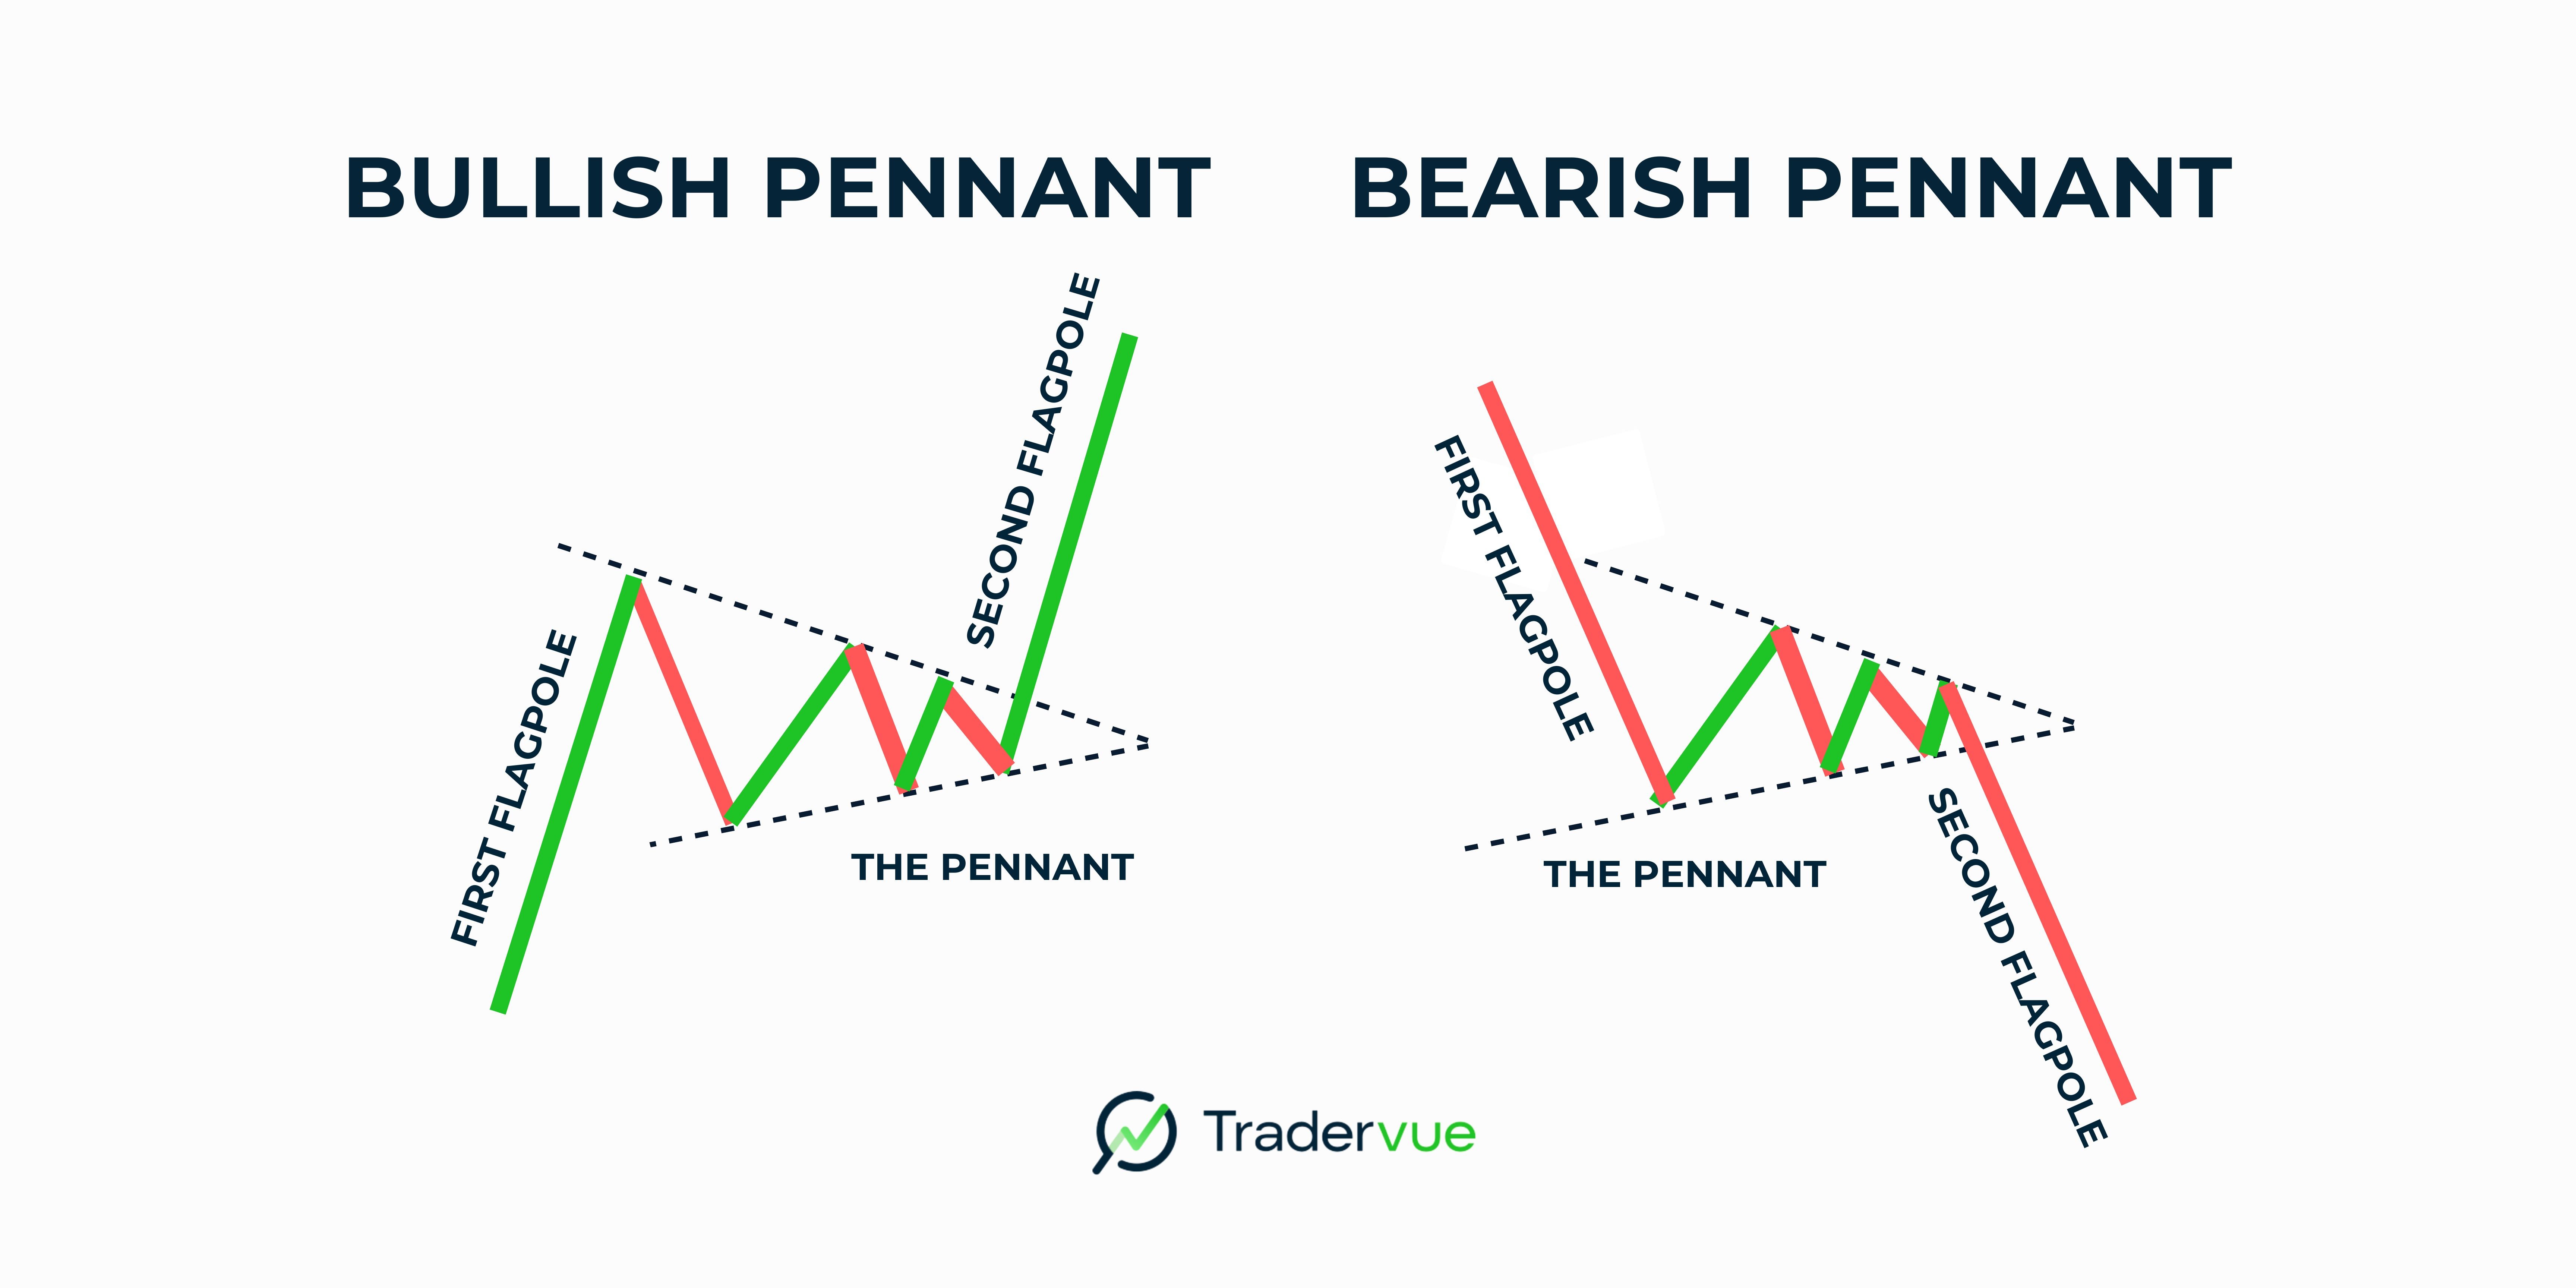 BULLISH PENNANT
FIRST FLAGPOLE
SECOND FLAGPOLE
THE PENNANT
BEARISH PENNANT
FIRST FLAGPOLE
THE PENNANT
SECOND FLAGPOLE
Tradervue